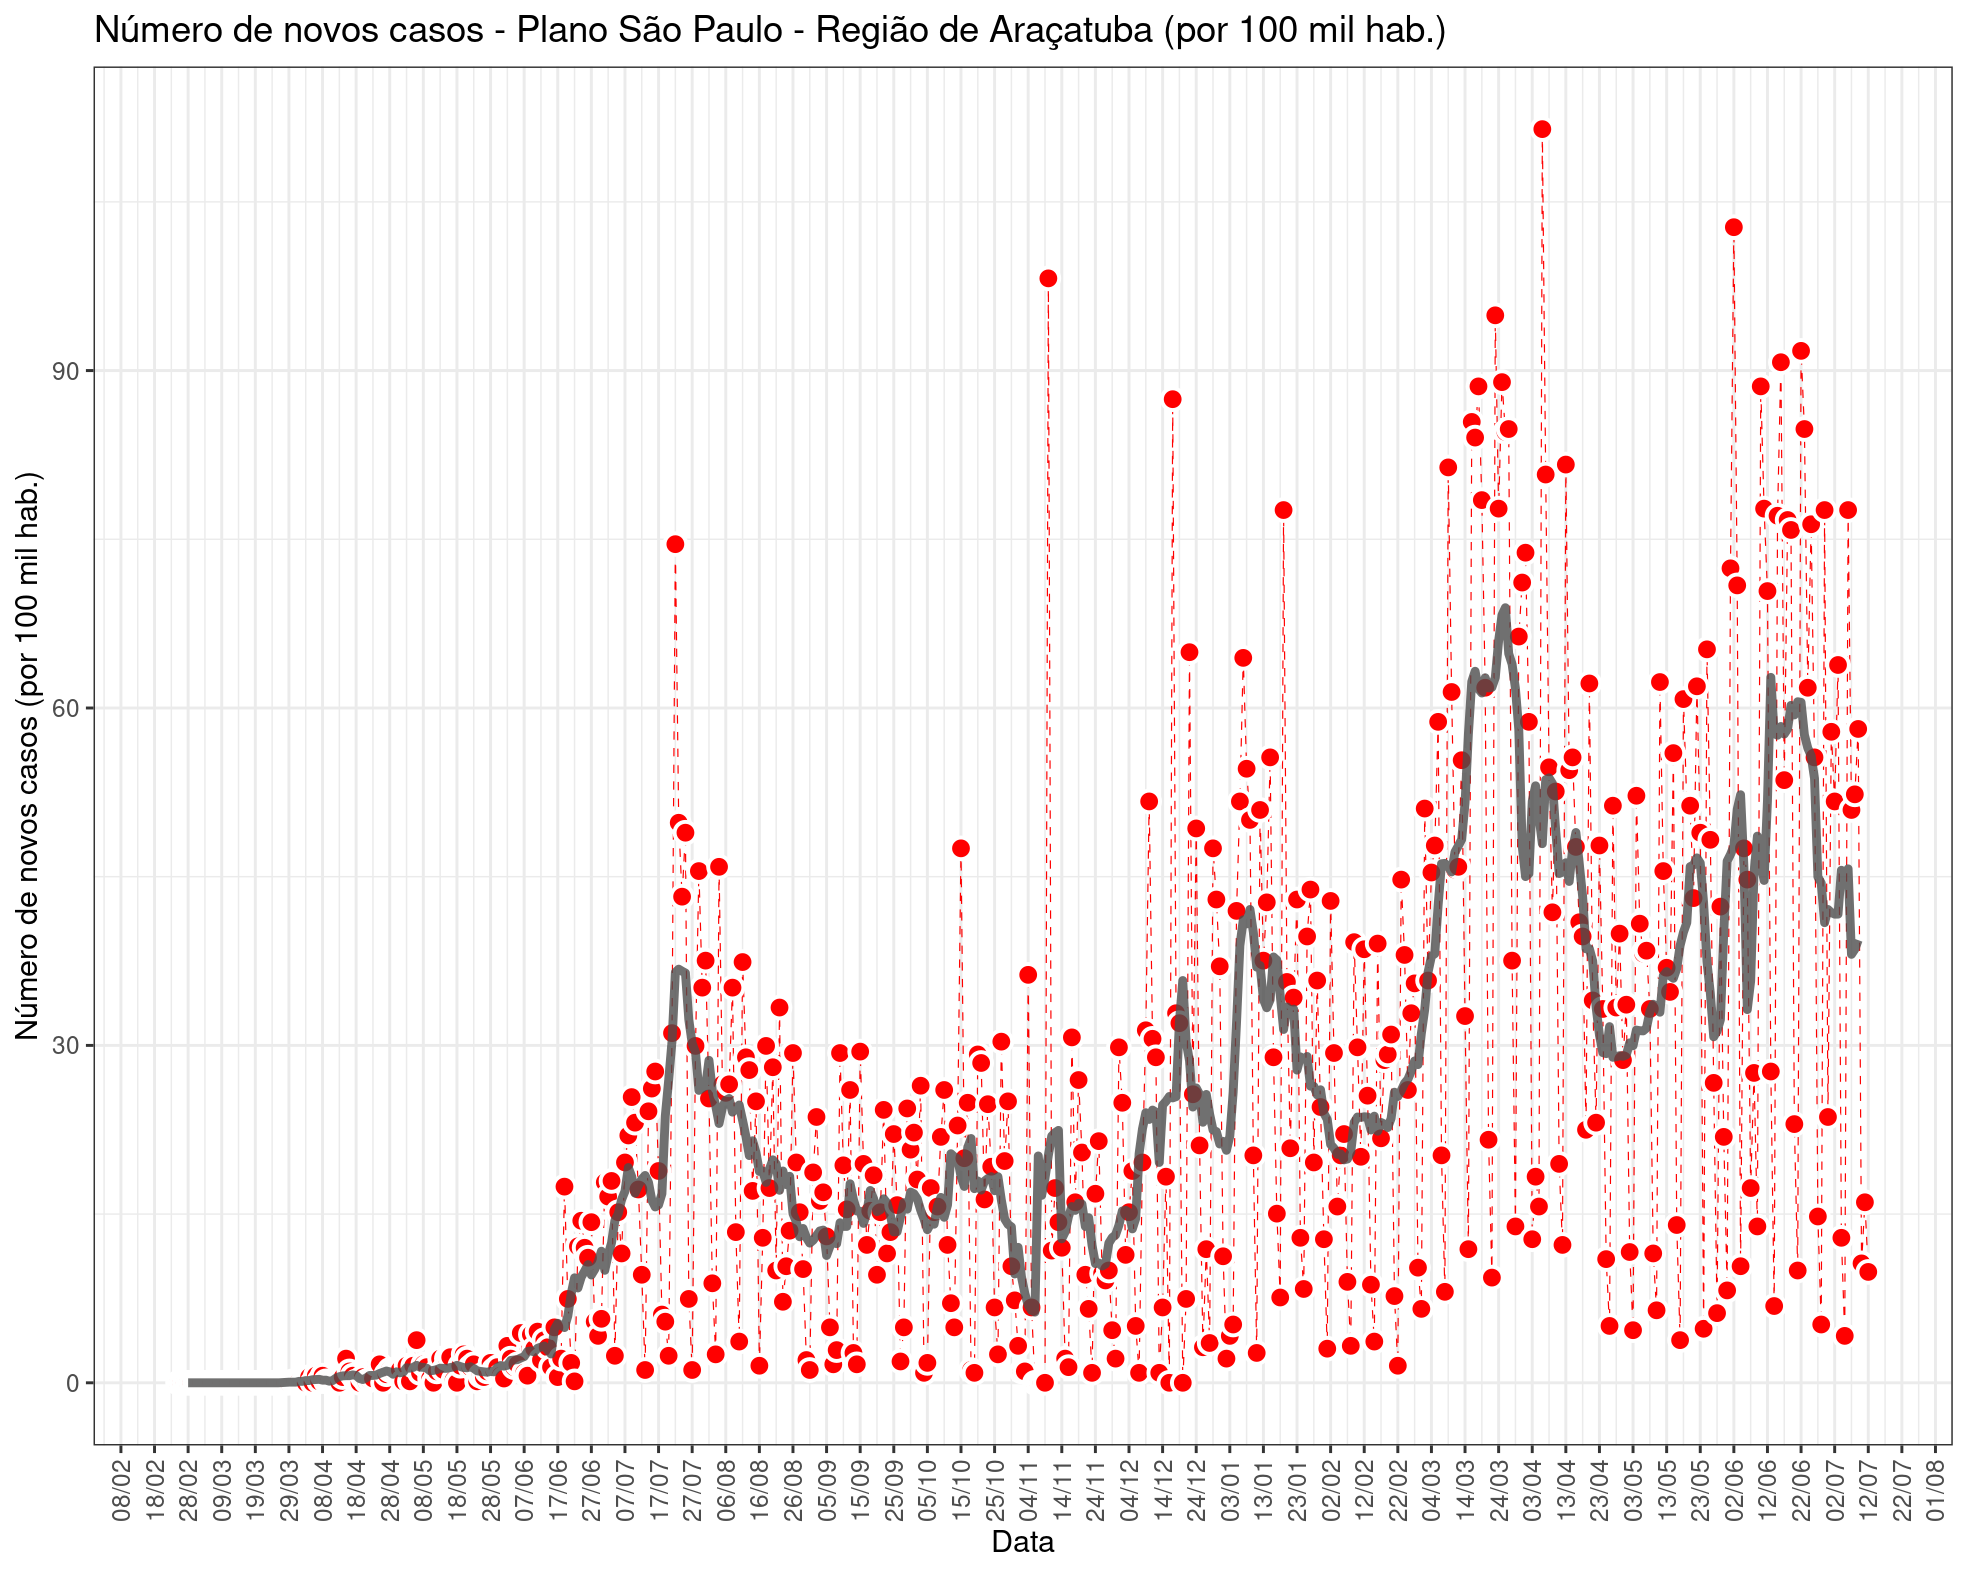 Número de novos casos - Plano São Paulo - Região de Araçatuba (por 100 mil hab.)
Número de novos casos (por 100 mil hab.)
90
60
30
0
08/02 18/02 28/02 09/03 19/03 29/03 08/04 18/04 28/04 08/05 18/05 28/05 07/06 17/06 27/06 07/07 17/07 27/07 06/08 16/08 26/08 05/09 15/09 25/09 05/10 15/10 25/10 04/11 14/11 24/11 04/12 14/12 24/12 03/01 13/01 23/01 02/02 12/02 22/02 04/03 14/03 24/03 03/04 13/04 23/04 03/05 13/05 23/05 02/06 12/06 22/06 02/07 12/07 22/07 01/08
Data